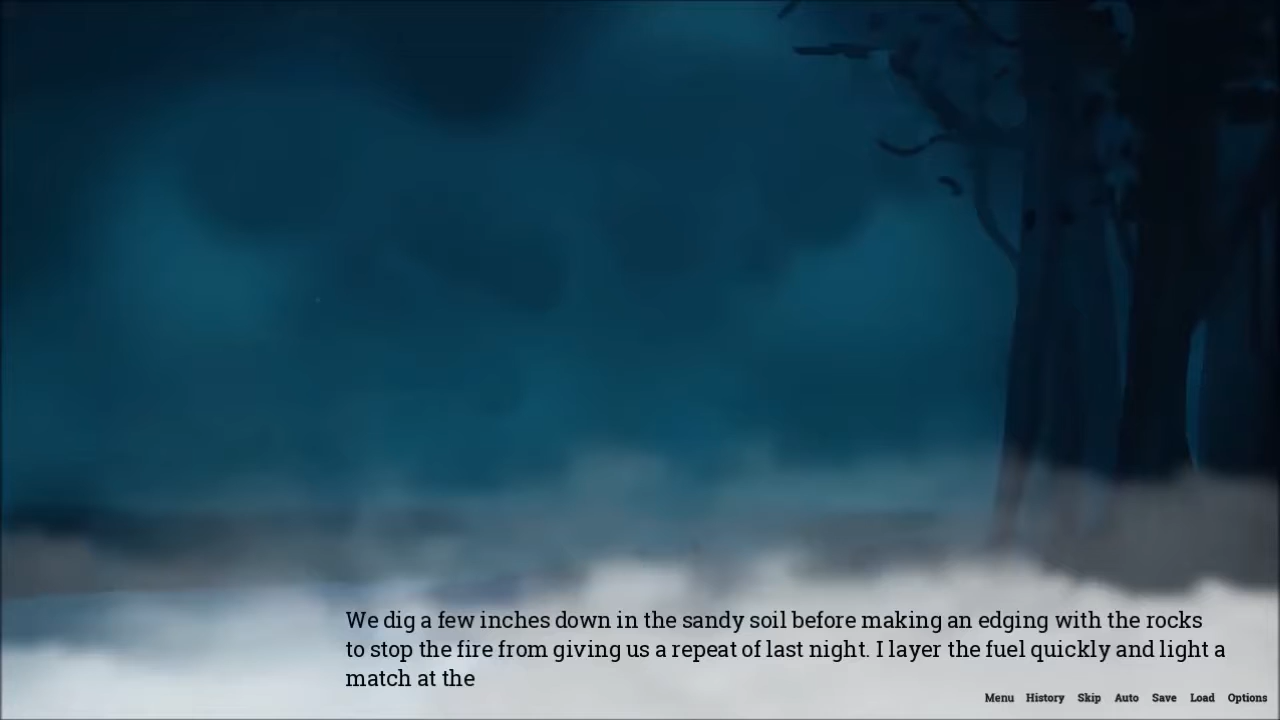 We dig a few inches down in the sandy soil before making an edging with the rocks
to stop the fire from giving us a repeat of last night. I layer the fuel quickly and light a
match at the
Menu History Skip Auto Save Load Options